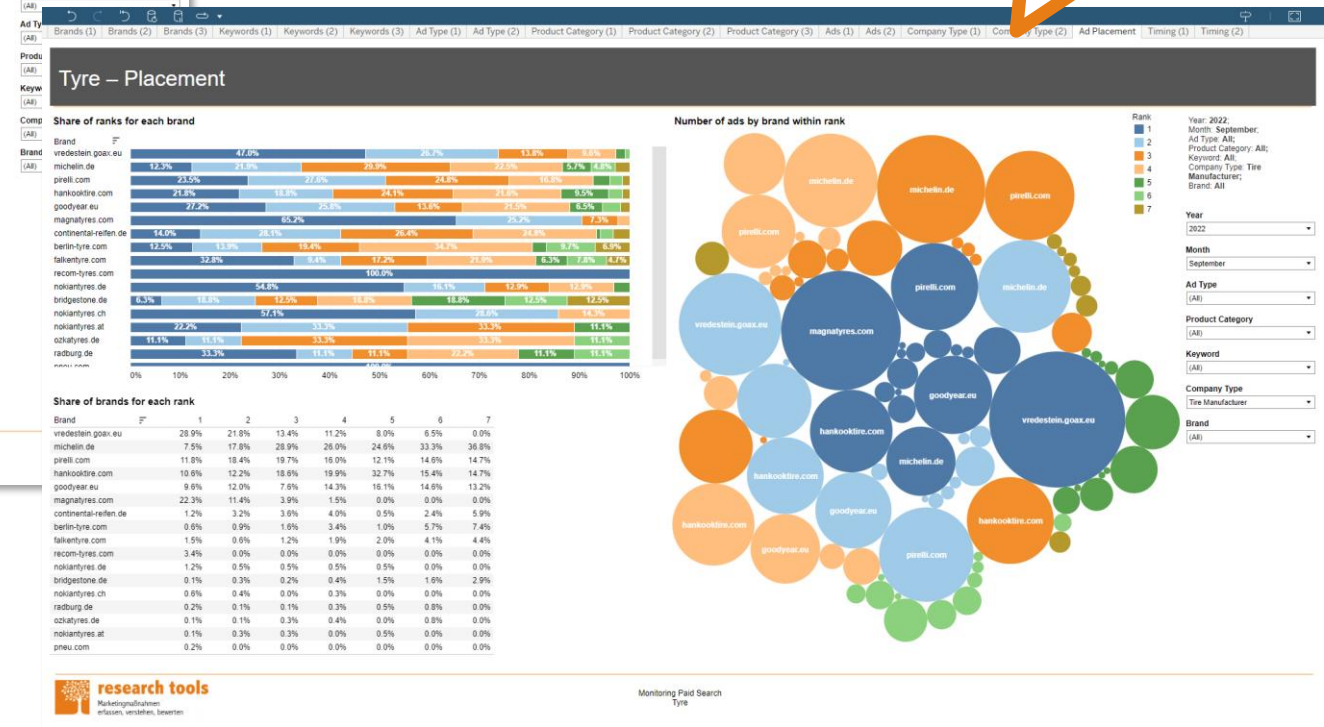 (All)
Ad Ty
(All)
Produ
(All)
Keyw
(All)
Comp
(All)
Brand
(All)
Brands (1) Brands (2) Brands (3) Keywords (1) Keywords (2) Keywords (3) Ad Type (1) Ad Type (2) Product Category (1) Product Category (2) Product Category (3) Ads (1) Ads (2) Company Type (1) Company Type (2) Ad Placement Timing (1) Timing (2)
Tyre – Placement
Share of ranks for each brand
Brand
vredestein.goax.eu 47.0% 26.7% 13.8% 9.6%
michelin.de 12.3% 21.9% 29.9% 22.5% 5.7% 4.8%
pirelli.com 23.5% 27.6% 24.8% 16.9%
hankooktire.com 21.8% 18.8% 24.1% 21.8% 9.5%
goodyear.eu 27.2% 25.8% 13.6% 21.5% 6.5%
magnatyres.com 65.2% 25.2% 7.3%
continental-reifen.de 14.0% 28.1% 26.4% 24.8%
berlin-tyre.com 12.5% 13.9% 19.4% 34.7% 9.7% 6.9%
falkentyre.com 32.8% 9.4% 17.2% 21.9% 6.3% 7.8% 4.7%
recom-tyres.com 100.0%
nokiantyres.de 54.8% 16.1% 12.9% 12.9%
bridgestone.de 6.3% 18.8% 12.5% 18.8% 18.8% 12.5% 12.5%
nokiantyres.ch 57.1% 28.6% 14.3%
nokiantyres.at 22.2% 33.3% 33.3% 11.1%
ozkatyres.de 11.1% 11.1% 33.3% 33.3% 11.1%
radburg.de 33.3% 11.1% 11.1% 22.2% 11.1% 11.1%
0% 10% 20% 30% 40% 50% 60% 70% 80% 90% 100%
Share of brands for each rank
Brand 1 2 3 4 5 6 7
vredestein.goax.eu 28.9% 21.8% 13.4% 11.2% 8.0% 6.5% 0.0%
michelin.de 7.5% 17.8% 28.9% 26.0% 24.6% 33.3% 36.8%
pirelli.com 11.8% 18.4% 19.7% 16.0% 12.1% 14.6% 14.7%
hankooktire.com 10.6% 12.2% 18.6% 19.9% 32.7% 15.4% 14.7%
goodyear.eu 9.6% 12.0% 7.6% 14.3% 16.1% 14.6% 13.2%
magnatyres.com 22.3% 11.4% 3.9% 1.5% 0.0% 0.0% 0.0%
continental-reifen.de 1.2% 3.2% 3.6% 4.0% 0.5% 2.4% 5.9%
berlin-tyre.com 0.6% 0.9% 1.6% 3.4% 1.0% 5.7% 7.4%
falkentyre.com 1.5% 0.6% 1.2% 1.9% 2.0% 4.1% 4.4%
recom-tyres.com 3.4% 0.0% 0.0% 0.0% 0.0% 0.0% 0.0%
nokiantyres.de 1.2% 0.5% 0.5% 0.5% 0.5% 0.0% 0.0%
bridgestone.de 0.1% 0.3% 0.2% 0.4% 1.5% 1.6% 2.9%
nokiantyres.ch 0.6% 0.4% 0.0% 0.3% 0.0% 0.0% 0.0%
radburg.de 0.2% 0.1% 0.1% 0.3% 0.5% 0.8% 0.0%
ozkatyres.de 0.1% 0.1% 0.3% 0.4% 0.0% 0.8% 0.0%
nokiantyres.at 0.1% 0.3% 0.3% 0.0% 0.5% 0.0% 0.0%
pneu.com 0.2% 0.0% 0.0% 0.0% 0.0% 0.0% 0.0%
Number of ads by brand within rank
michelin.de
michelin.de
pirelli.com
pirelli.com
pirelli.com
michelin.de
vredestein.goax.eu
magnatyres.com
goodyear.eu
vredestein.goax.eu
hankooktire.com
michelin.de
hankooktire.com
goodyear.eu
hankooktire.com
hankooktire.com
goodyear.eu
pirelli.com
Rank
1
2
3
4
5
6
7
Year: 2022;
Month: September;
Ad Type: All;
Product Category: All;
Keyword: All;
Company Type: Tire
Manufacturer;
Brand: All
Year
2022
Month
September
Ad Type
(All)
Product Category
(All)
Keyword
(All)
Company Type
Tire Manufacturer
Brand
(All)
research tools
Marketingmaßnahmen
erfassen, verstehen, bewerten
Monitoring Paid Search
Tyre